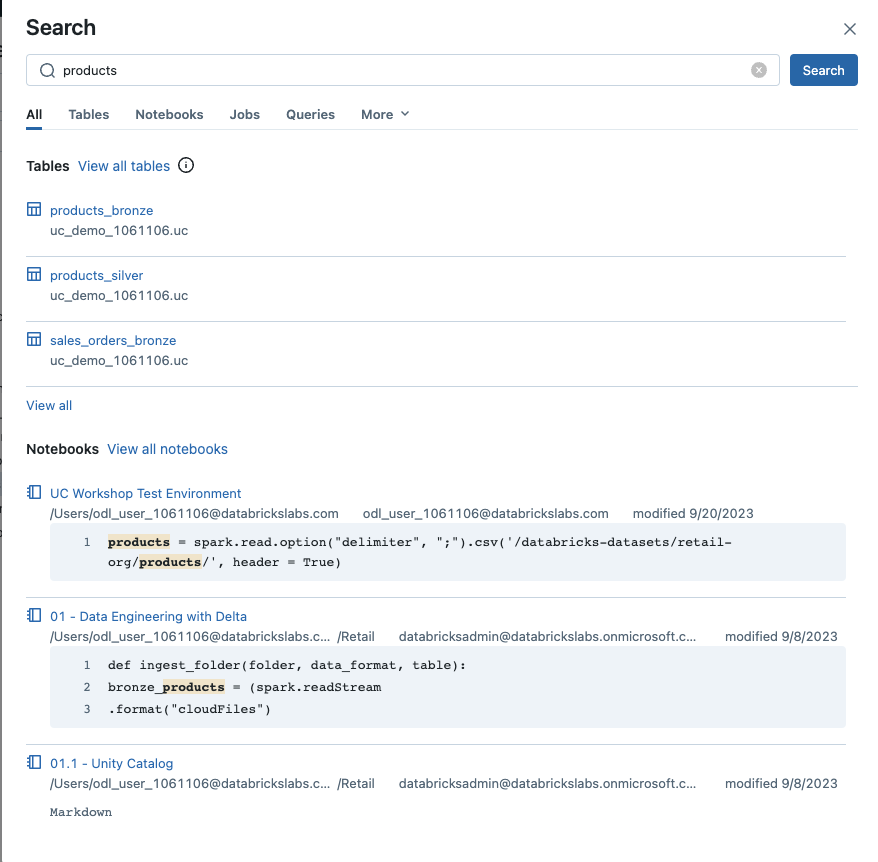 Search
products
Search
All Tables Notebooks Jobs Queries More
Tables View all tables
products_bronze
uc_demo_1061106.uc
products_silver
uc_demo_1061106.uc
sales_orders_bronze
uc_demo_1061106.uc
View all
Notebooks View all notebooks
UC Workshop Test Environment
/Users/odl_user_1061106@databrickslabs.com odl_user_1061106@databrickslabs.com modified 9/20/2023
1 products = spark.read.option("delimiter", ";").csv('/databricks-datasets/retail-
org/products/', header = True)
01 - Data Engineering with Delta
/Users/odl_user_1061106@databrickslabs.c... /Retail databricksadmin@databrickslabs.onmicrosoft.c... modified 9/8/2023
1 def ingest_folder(folder, data_format, table):
2 bronze_products = (spark.readStream
3 .format("cloudFiles")
01.1 - Unity Catalog
/Users/odl_user_1061106@databrickslabs.c... /Retail databricksadmin@databrickslabs.onmicrosoft.c... modified 9/8/2023
Markdown